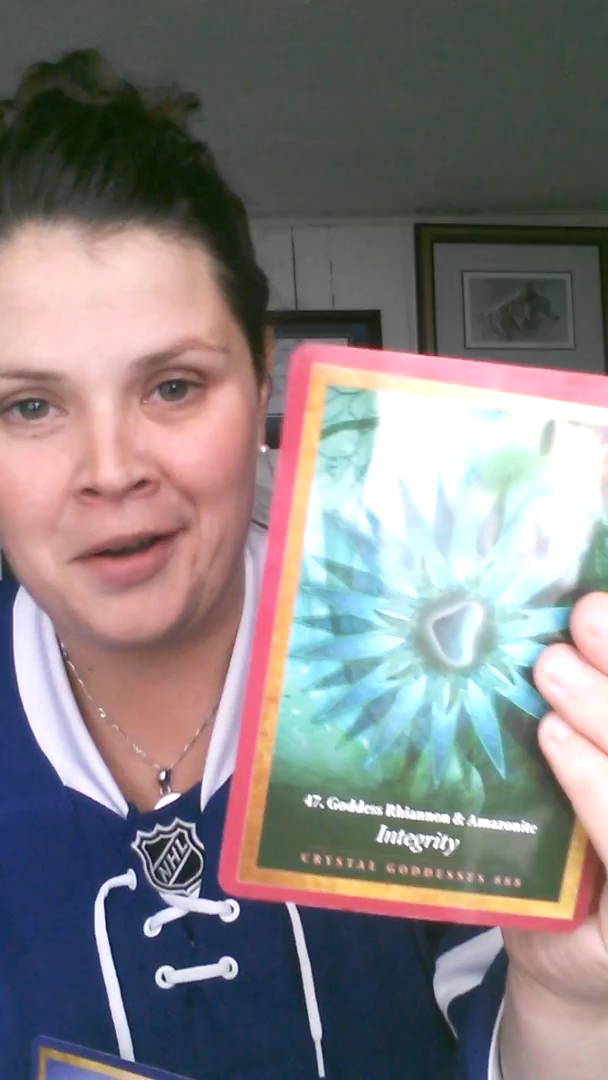 NHL
47. Goddess Rhiannon & Amazonite
Integrity
CRYSTAL GODDESSES 888